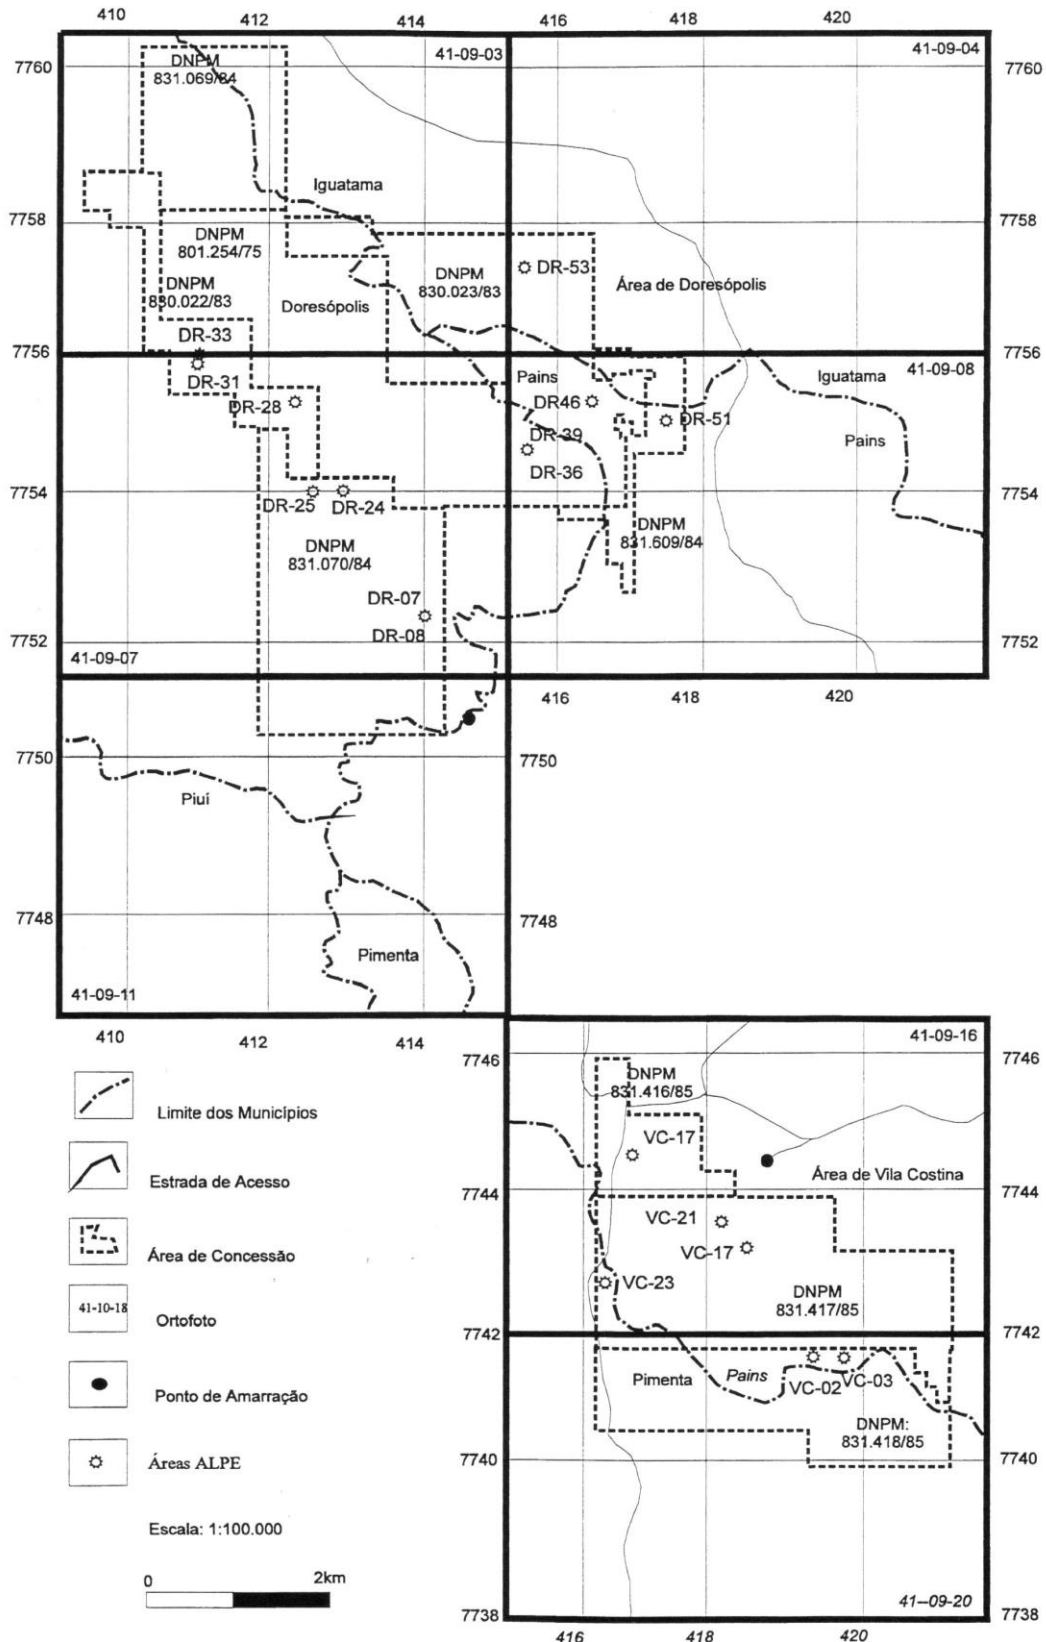 410 412 414 416 418 420
7760 DNPM 41-09-03 41-09-04 7760
831.069/84
Iguatama
7758 7758
DNPM
801.254/75
DNPM
830.022/83
DNPM
830.023/83
DR-53
Área de Doresópolis
Doresópolis
DR-33
7756 7756
41-09-08
DR-31
Pains
Iguatama
DR-28
DR46
DR-51
DR-39
Pains
DR-36
7754 7754
DR-25 DR-24
DNPM
831.070/84
DNPM
831.609/84
DR-07
DR-08
7752 7752
41-09-07
416 418 420
7750 7750
Piuí
7748 7748
Pimenta
41-09-11
410 412 414
7746 41-09-16 7746
DNPM
831.416/85
VC-17
Área de Vila Costina
7744 7744
VC-21
VC-17
VC-23
DNPM
831.417/85
7742 7742
Pimenta Pains
VC-02 VC-03
DNPM:
831.418/85
7740 7740
41--09-20
7738 7738
416 418 420
Limite dos Municípios
Estrada de Acesso
Área de Concessão
41-10-18 Ortofoto
Ponto de Amarração
Áreas ALPE
Escala: 1:100.000
0 2km